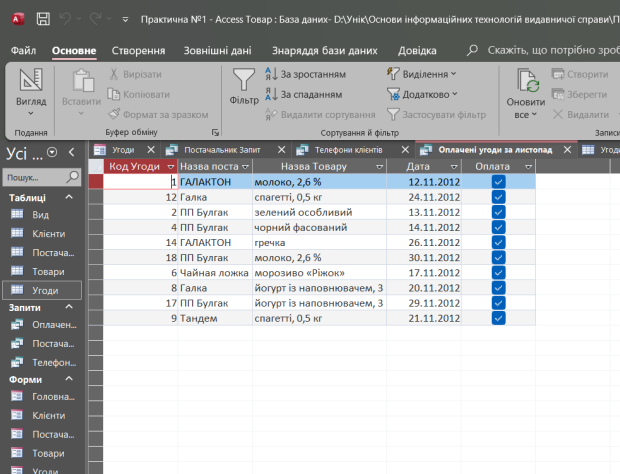 Практична №1 - Access Товар : База даних- D:\Унік\Основи інформаційних технологій видавничої справи\П
Файл Основне Створення Зовнішні дані Знаряддя бази даних Довідка Скажіть, що потрібно зроб
Вигляд
Подання
Вставити
Вирізати
Копіювати
Формат за зразком
Буфер обміну
Фільтр
За зростанням
За спаданням
Видалити сортування
Виділення
Додатково
Застосувати фільтр
Сортування й фільтр
Оновити все
Створити
Зберегти
Видалити
Записи
Усі ...
Пошук...
Таблиці
Вид
Клієнти
Постача...
Товари
Угоди
Запити
Оплачен...
Постача...
Телефон...
Форми
Головна...
Клієнти
Постача...
Товари
Угоди
Угоди Постачальник Запит Телефони клієнтів Оплачені угоди за листопад Угоди
Код Угоди Назва поста Назва Товару Дата Оплата
1 ГАЛАКТОН молоко, 2,6 % 12.11.2012
12 Галка спагетті, 0,5 кг 24.11.2012
2 ПП Булгак зелений особливий 13.11.2012
4 ПП Булгак чорний фасований 14.11.2012
14 ГАЛАКТОН гречка 26.11.2012
18 ПП Булгак молоко, 2,6 % 30.11.2012
6 Чайная ложка морозиво «Ріжок» 17.11.2012
8 Галка йогурт із наповнювачем, 3 20.11.2012
17 ПП Булгак йогурт із наповнювачем, 3 29.11.2012
9 Тандем спагетті, 0,5 кг 21.11.2012